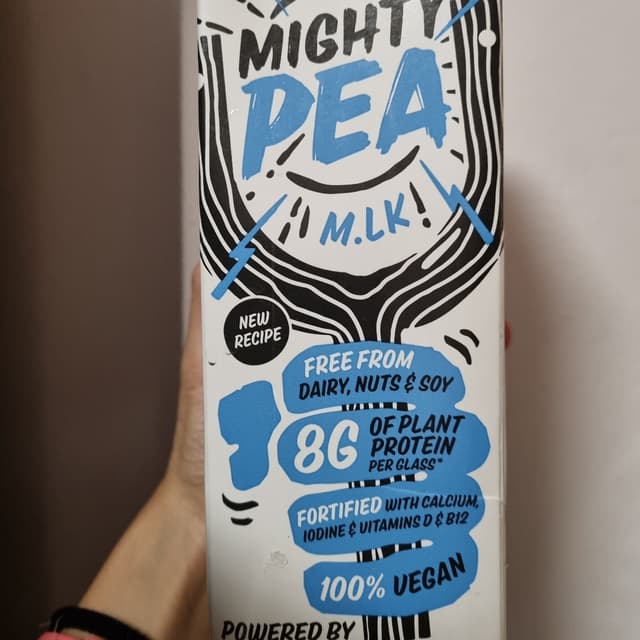 MIGHTY
PEA
M.LK!
NEW
RECIPE
FREE FROM
DAIRY, NUTS & SOY
8G
OF PLANT
PROTEIN
PER GLASS*
FORTIFIED WITH CALCIUM,
IODINE & VITAMINS D & B12
100% VEGAN
POWERED BY